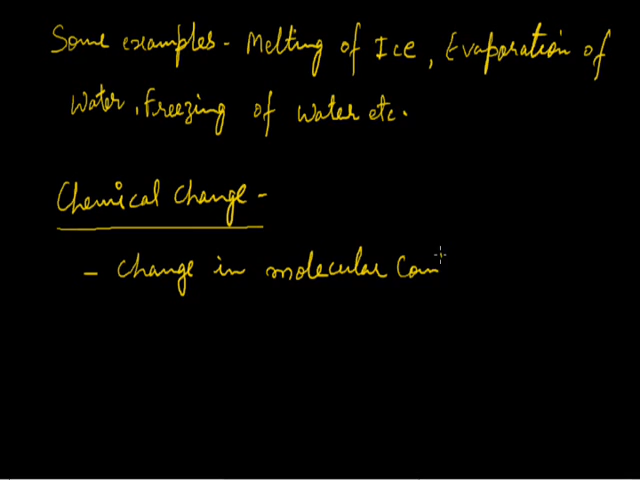 Some examples - Melting of Ice, Evaporation of
Water, Freezing of Water etc.
Chemical Change -
- Change in molecular